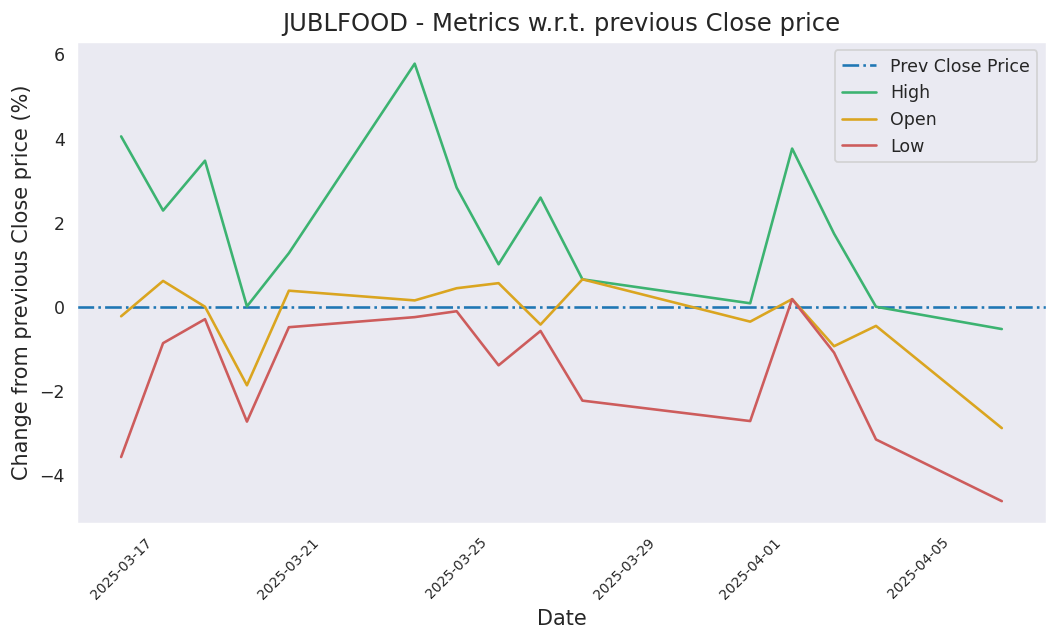 JUBLFOOD - Metrics w.r.t. previous Close price
Change from previous Close price (%)
6
4
2
0
−2
−4
Prev Close Price
High
Open
Low
2025-03-17
2025-03-21
2025-03-25
2025-03-29
2025-04-01
2025-04-05
Date